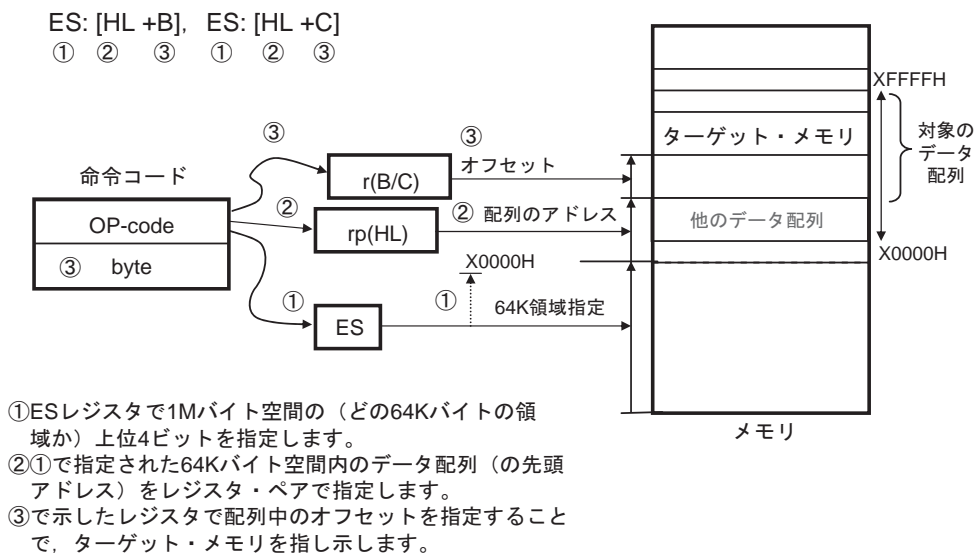 ES: [HL +B], ES: [HL +C]
① ② ③ ① ② ③
XFFFFH
対象の
データ
配列
ターゲット・メモリ
③
③
オフセット
命令コード
r(B/C)
OP-code
②
rp(HL)
② 配列のアドレス
他のデータ配列
③ byte
X0000H
X0000H
①
①
64K領域指定
ES
メモリ
①ESレジスタで1Mバイト空間の（どの64Kバイトの領
域か）上位4ビットを指定します。
②①で指定された64Kバイト空間内のデータ配列（の先頭
アドレス）をレジスタ・ペアで指定します。
③で示したレジスタで配列中のオフセットを指定すること
で，ターゲット・メモリを指し示します。